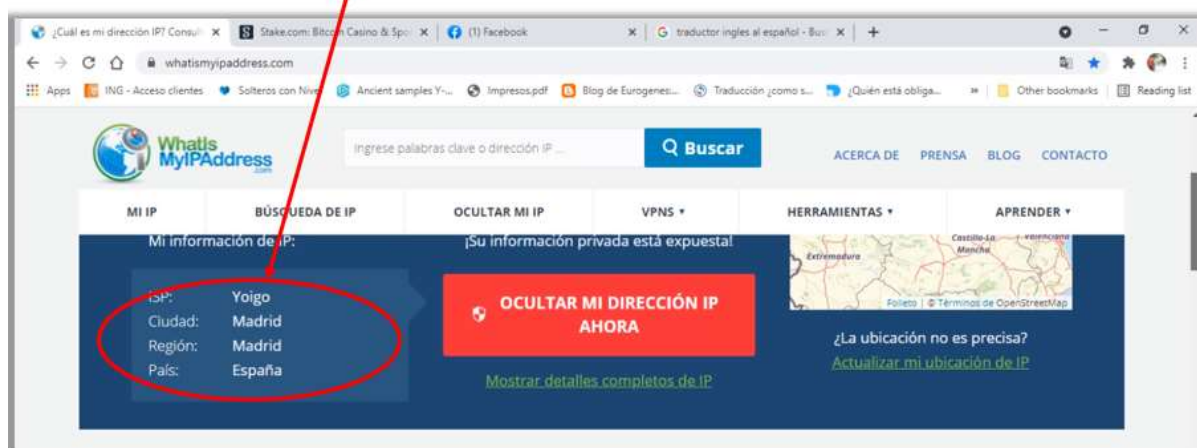 ¿Cuál es mi dirección IP? Consult
Stake.com: Bitcoin Casino & Spo
(1) Facebook
traductor ingles al español - Bus
whatismyipaddress.com
Apps
ING - Acceso clientes
Solteros con Nivel
Ancient samples Y-...
Impresos.pdf
Blog de Eurogenes...
Traducción ¿como s...
¿Quién está obliga...
»
Other bookmarks
Reading list
WhatIs
MyIPAddress
.com
Ingrese palabras clave o dirección IP ...
Buscar
ACERCA DE PRENSA BLOG CONTACTO
MI IP BÚSQUEDA DE IP OCULTAR MI IP VPNS HERRAMIENTAS APRENDER
Mi información de IP:
ISP: Yoigo
Ciudad: Madrid
Región: Madrid
País: España
¡Su información privada está expuesta!
OCULTAR MI DIRECCIÓN IP
AHORA
Mostrar detalles completos de IP
Extremadura
Castilla-La
Mancha
Valenciana
Folleto | © Términos de OpenStreetMap
¿La ubicación no es precisa?
Actualizar mi ubicación de IP